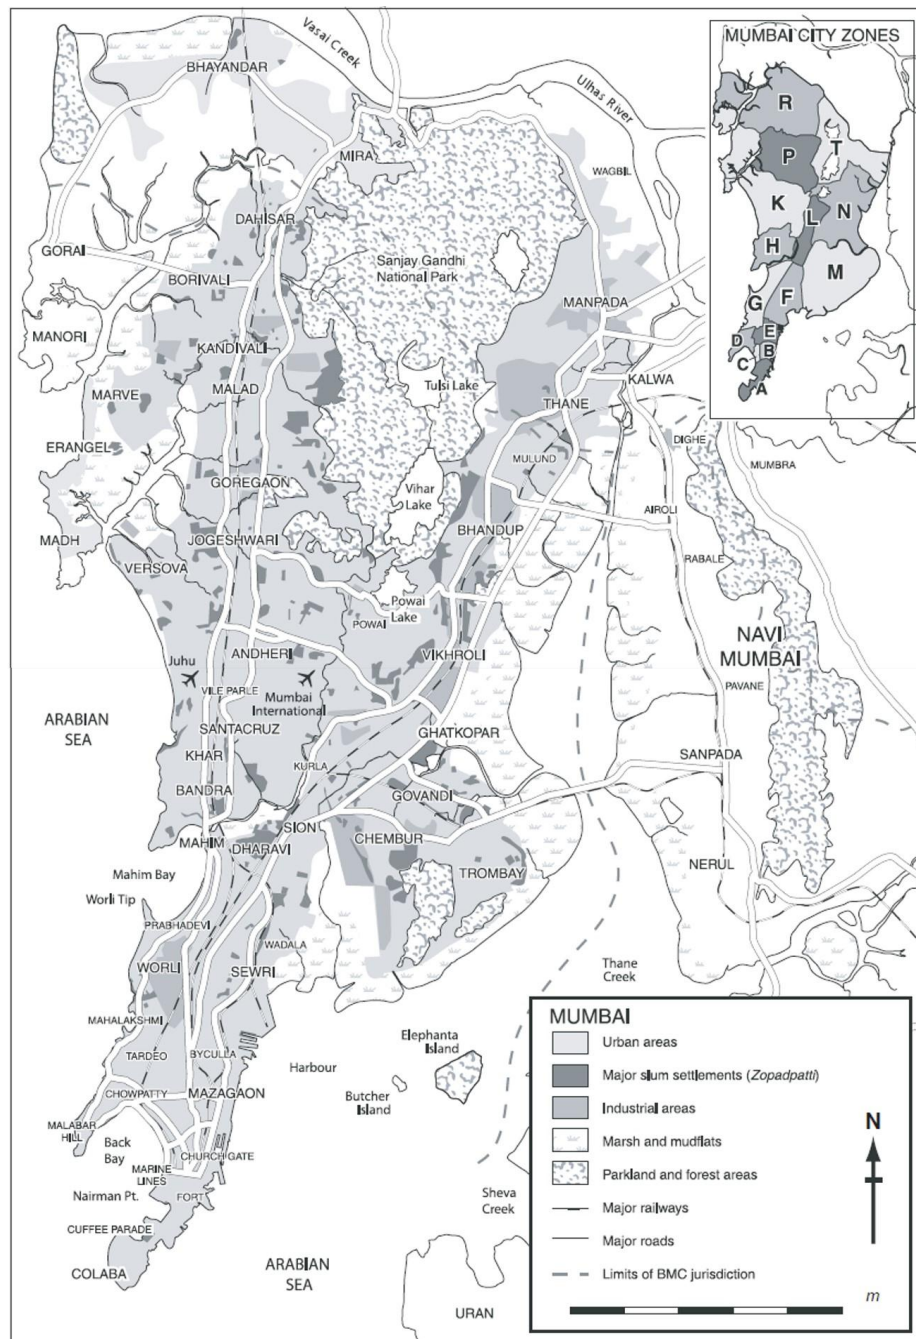 Vasai Creek
MUMBAI CITY ZONES
BHAYANDAR
Ulhas River
R
MIRA
P
T
WAGBIL
DAHISAR
K
L
N
GORAI
Sanjay Gandhi
National Park
H
BORIVALI
M
MANPADA
G
F
MANORI
E
D
B
KANDIVALI
C
A
KALWA
MARVE
MALAD
Tulsi Lake
THANE
ERANGEL
DIGHE
MULUND
MUMBRA
GOREGAON
Vihar
Lake
AIROLI
MADH
JOGESHWARI
BHANDUP
VERSOVA
RABALE
Powai
Lake
POWAI
NAVI
MUMBAI
ANDHERI
VIKHROLI
Juhu
PAVANE
VILE PARLE
Mumbai
International
ARABIAN
SEA
SANTACRUZ
GHATKOPAR
KHAR
SANPADA
KURLA
BANDRA
GOVANDI
SION
MAHIM
DHARAVI
CHEMBUR
NERUL
Mahim Bay
TROMBAY
Worli Tip
PRABHADEVI
WADALA
WORLI
SEWRI
Thane
Creek
MAHALAKSHMI
MUMBAI
Elephanta
Island
Urban areas
TARDEO
BYCULLA
Harbour
Major slum settlements (Zopadpatti)
CHOWPATTY
MAZAGAON
Butcher
Island
Industrial areas
MALABAR
HILL
N
Back
Bay
Marsh and mudflats
CHURCH GATE
MARINE
LINES
Parkland and forest areas
Nairman Pt.
FORT
Sheva
Creek
Major railways
CUFFEE PARADE
Major roads
ARABIAN
SEA
COLABA
Limits of BMC jurisdiction
m
URAN